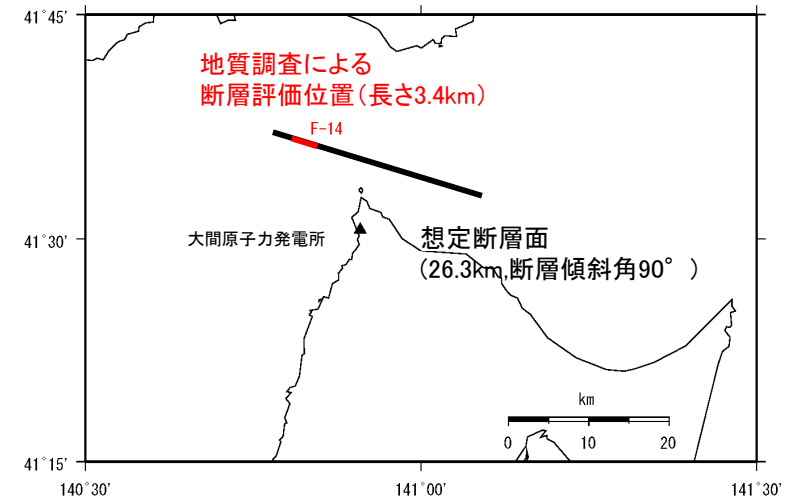 41°45'
地質調査による
断層評価位置(長さ3.4km)
F-14
41°30'
大間原子力発電所
想定断層面
(26.3km,断層傾斜角90°)
km
0 10 20
41°15'
140°30' 141°00' 141°30'